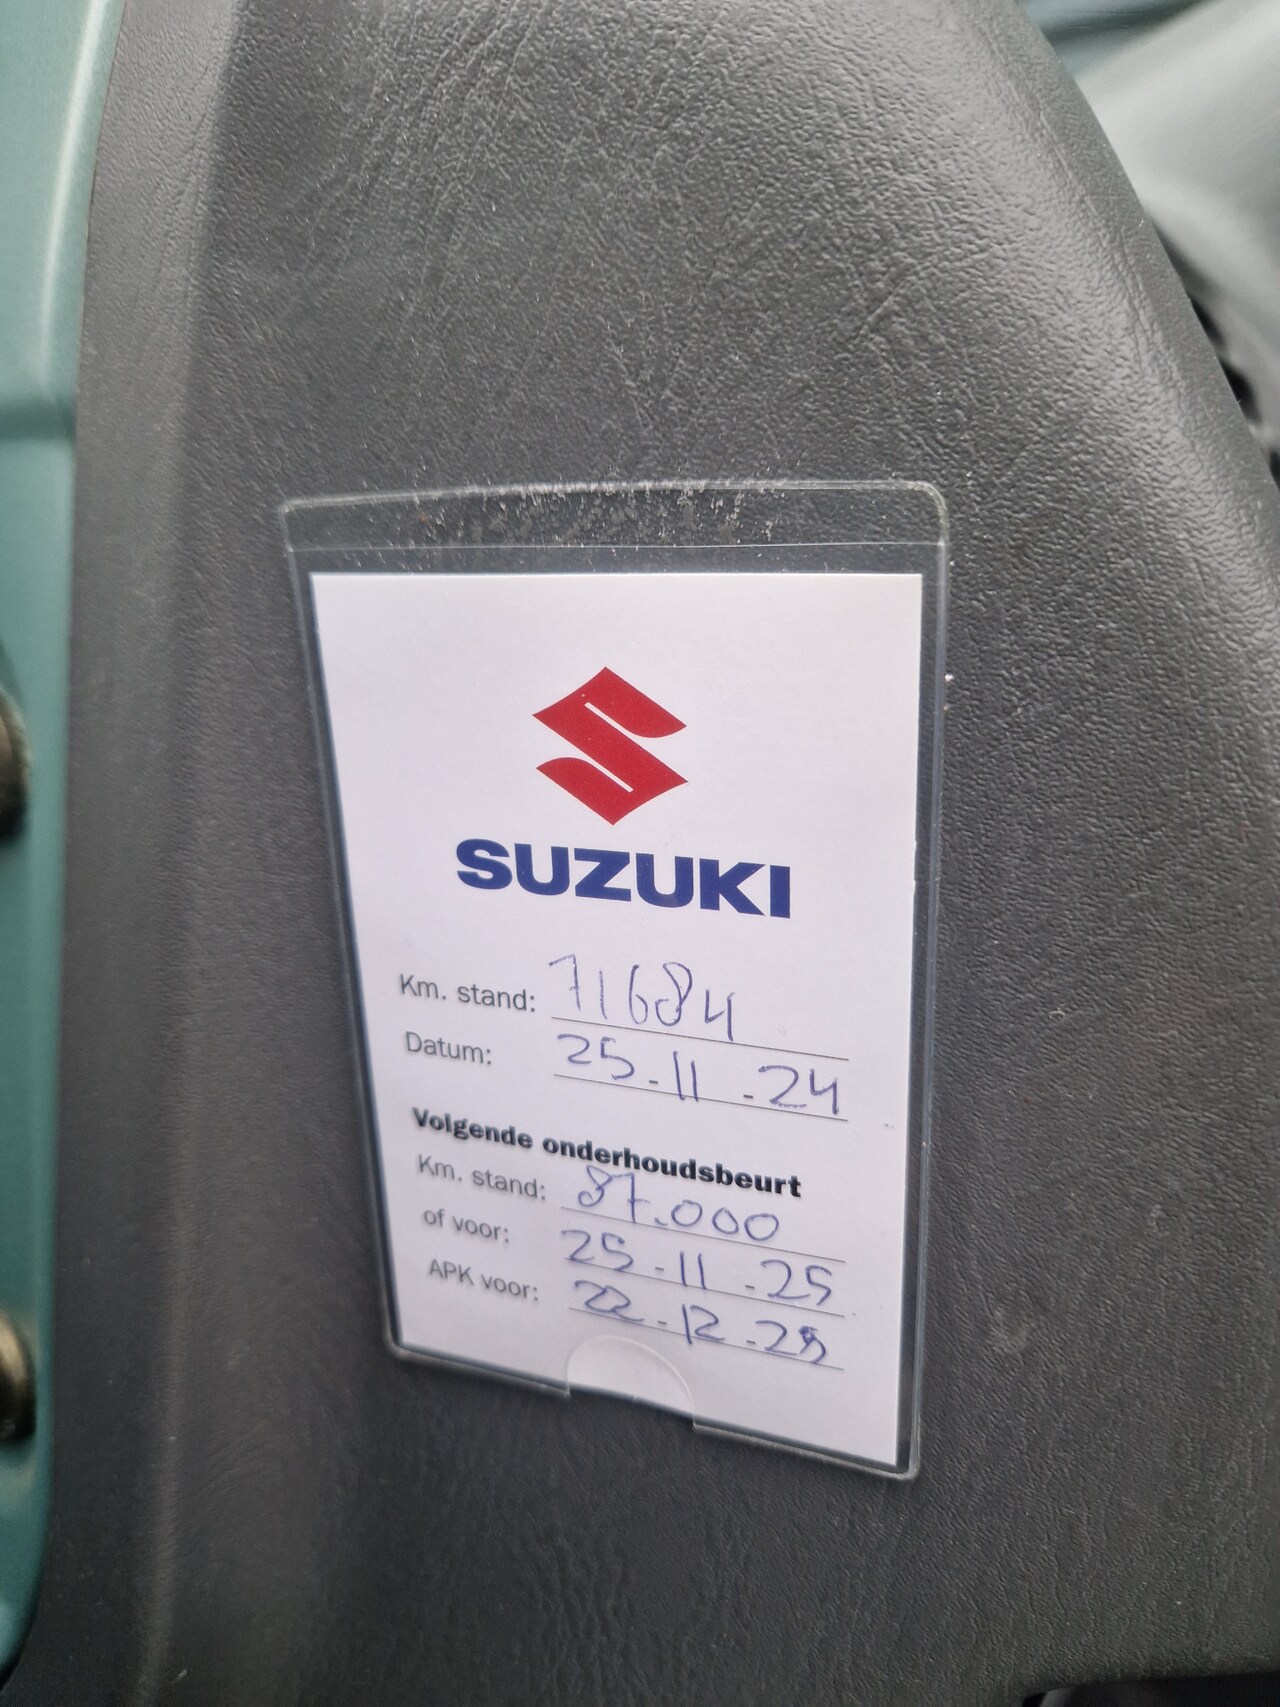 SUZUKI
Km. stand: 71684
Datum: 25-11-24
Volgende onderhoudsbeurt
Km. stand: 87.000
of voor: 25-11-25
APK voor: 22-12-25